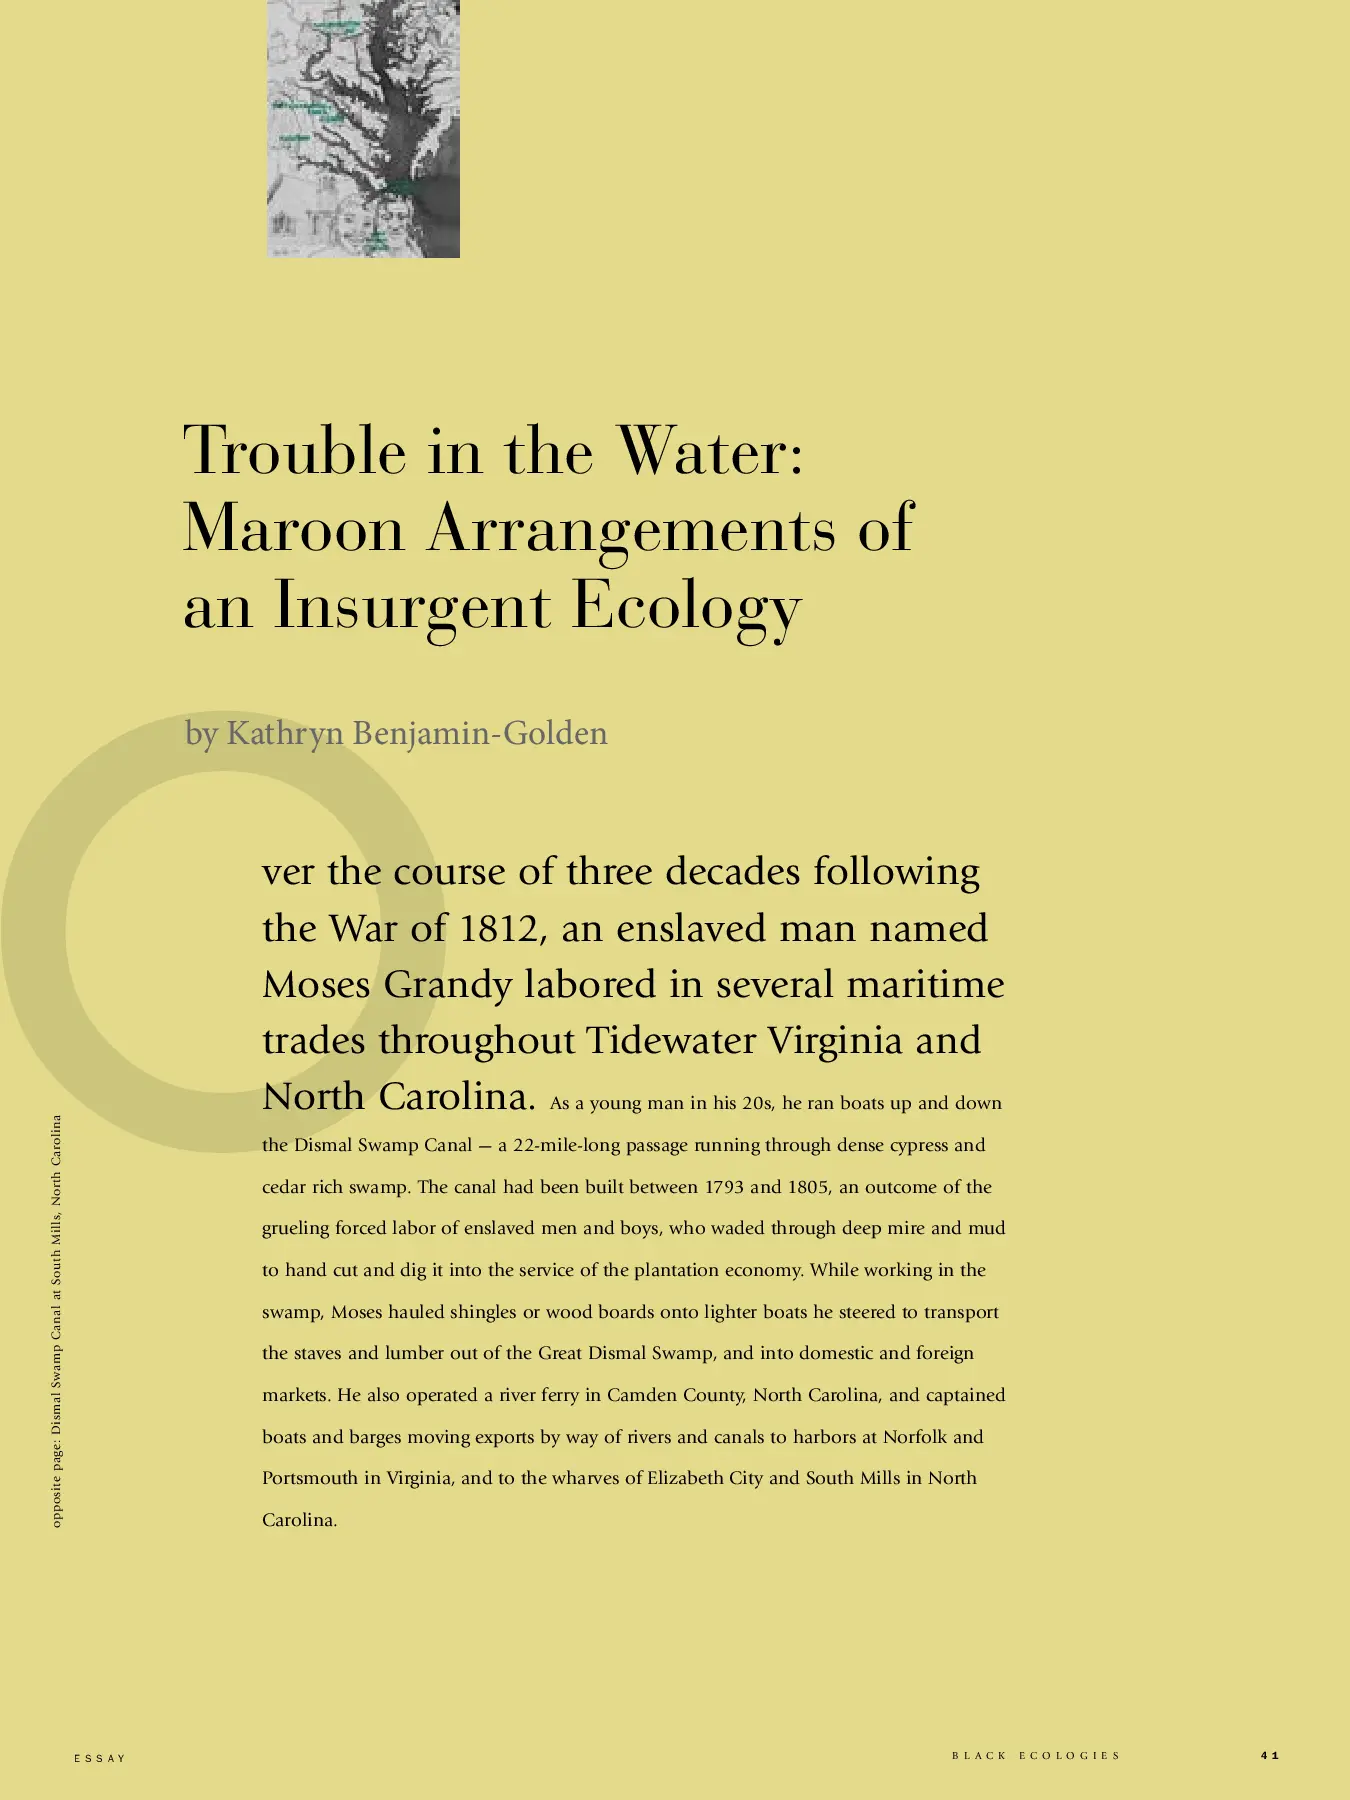 Trouble in the Water:
Maroon Arrangements of
an Insurgent Ecology
by Kathryn Benjamin-Golden
Over the course of three decades following
the War of 1812, an enslaved man named
Moses Grandy labored in several maritime
trades throughout Tidewater Virginia and
North Carolina. As a young man in his 20s, he ran boats up and down
the Dismal Swamp Canal — a 22-mile-long passage running through dense cypress and
cedar rich swamp. The canal had been built between 1793 and 1805, an outcome of the
grueling forced labor of enslaved men and boys, who waded through deep mire and mud
to hand cut and dig it into the service of the plantation economy. While working in the
swamp, Moses hauled shingles or wood boards onto lighter boats he steered to transport
the staves and lumber out of the Great Dismal Swamp, and into domestic and foreign
markets. He also operated a river ferry in Camden County, North Carolina, and captained
boats and barges moving exports by way of rivers and canals to harbors at Norfolk and
Portsmouth in Virginia, and to the wharves of Elizabeth City and South Mills in North
Carolina.
opposite page: Dismal Swamp Canal at South Mills, North Carolina
ESSAY
BLACK ECOLOGIES
41